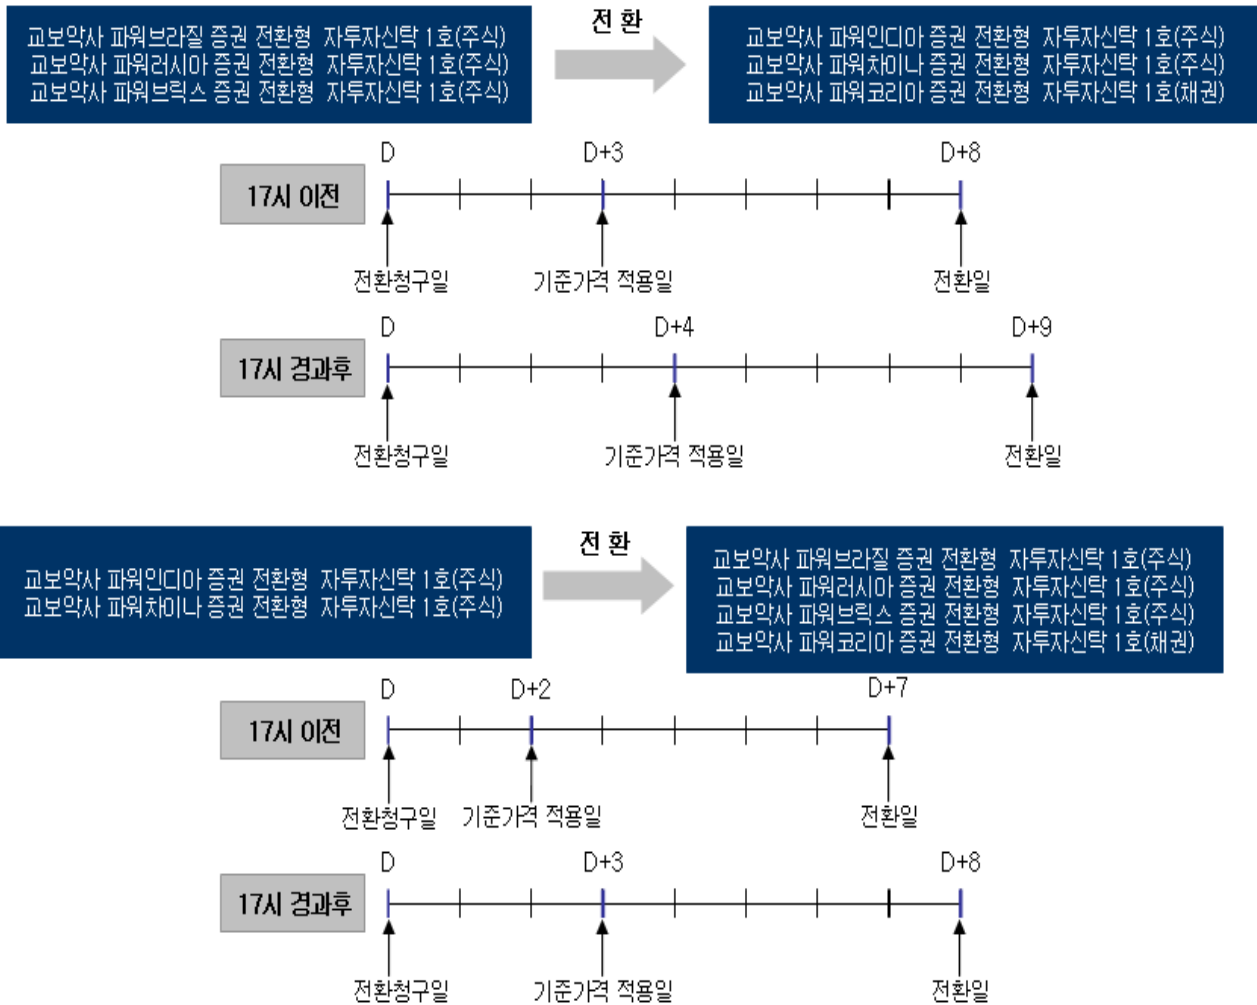 전 환
교보악사 파워브라질 증권 전환형 자투자신탁 1호(주식)
교보악사 파워러시아 증권 전환형 자투자신탁 1호(주식)
교보악사 파워브릭스 증권 전환형 자투자신탁 1호(주식)
교보악사 파워인디아 증권 전환형 자투자신탁 1호(주식)
교보악사 파워차이나 증권 전환형 자투자신탁 1호(주식)
교보악사 파워코리아 증권 전환형 자투자신탁 1호(채권)
D D+3 D+8
17시 이전
전환청구일 기준가격 적용일 전환일
D D+4 D+9
17시 경과후
전환청구일 기준가격 적용일 전환일
전 환
교보악사 파워인디아 증권 전환형 자투자신탁 1호(주식)
교보악사 파워차이나 증권 전환형 자투자신탁 1호(주식)
교보악사 파워브라질 증권 전환형 자투자신탁 1호(주식)
교보악사 파워러시아 증권 전환형 자투자신탁 1호(주식)
교보악사 파워브릭스 증권 전환형 자투자신탁 1호(주식)
교보악사 파워코리아 증권 전환형 자투자신탁 1호(채권)
D D+2 D+7
17시 이전
전환청구일 기준가격 적용일 전환일
D D+3 D+8
17시 경과후
전환청구일 기준가격 적용일 전환일